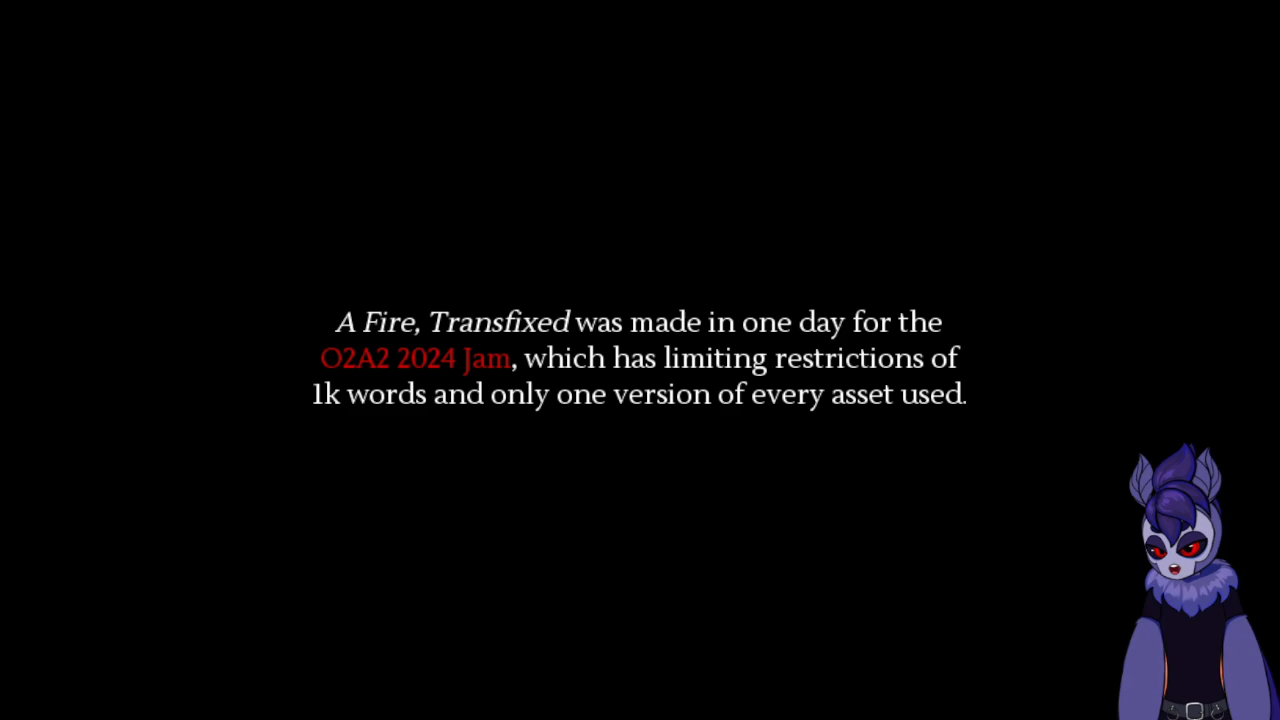 A Fire, Transfixed was made in one day for the
O2A2 2024 Jam, which has limiting restrictions of
1k words and only one version of every asset used.